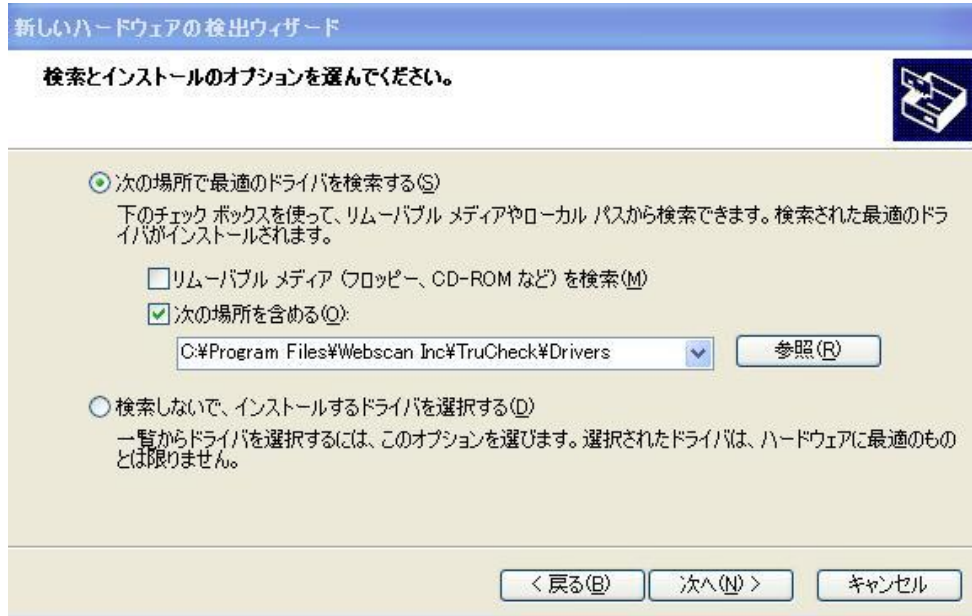 新しいハードウェアの検出ウィザード
検索とインストールのオプションを選んでください。
次の場所で最適のドライバを検索する(S)
下のチェック ボックスを使って、リムーバブル メディアやローカル パスから検索できます。検索された最適のドラ
イバがインストールされます。
リムーバブル メディア (フロッピー、CD-ROM など) を検索(M)
次の場所を含める(O):
C:¥Program Files¥Webscan Inc¥TruCheck¥Drivers
参照(R)
検索しないで、インストールするドライバを選択する(D)
一覧からドライバを選択するには、このオプションを選びます。選択されたドライバは、ハードウェアに最適のもの
とは限りません。
< 戻る(B) 次へ(N) > キャンセル